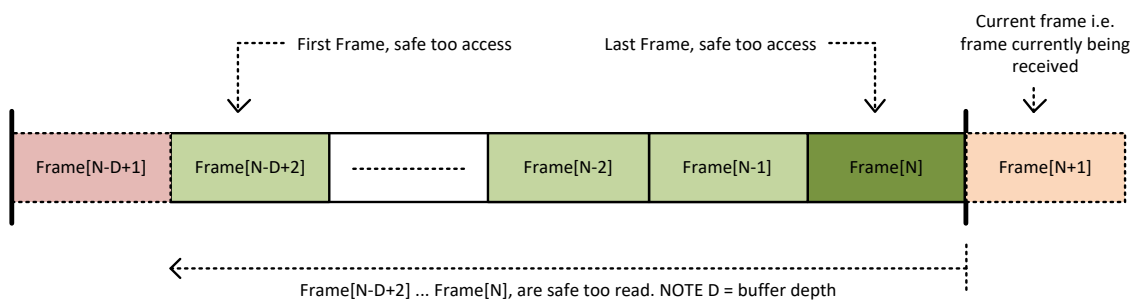 First Frame, safe too access
Last Frame, safe too access
Current frame i.e.
frame currently being
received
Frame[N-D+1]
Frame[N-D+2]
Frame[N-2]
Frame[N-1]
Frame[N]
Frame[N+1]
Frame[N-D+2] ... Frame[N], are safe too read. NOTE D = buffer depth